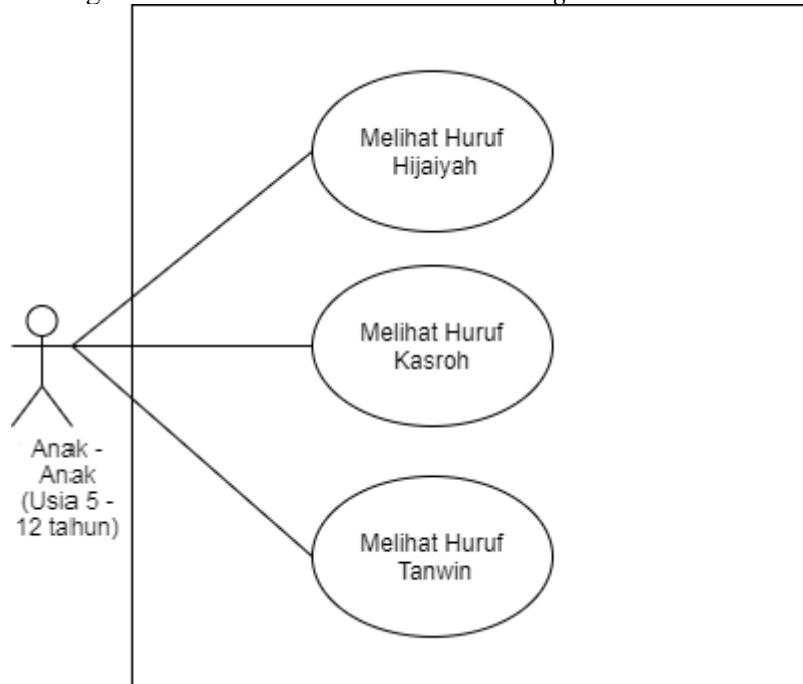 Melihat Huruf
Hijaiyah
Melihat Huruf
Kasroh
Anak -
Anak
(Usia 5 -
12 tahun)
Melihat Huruf
Tanwin